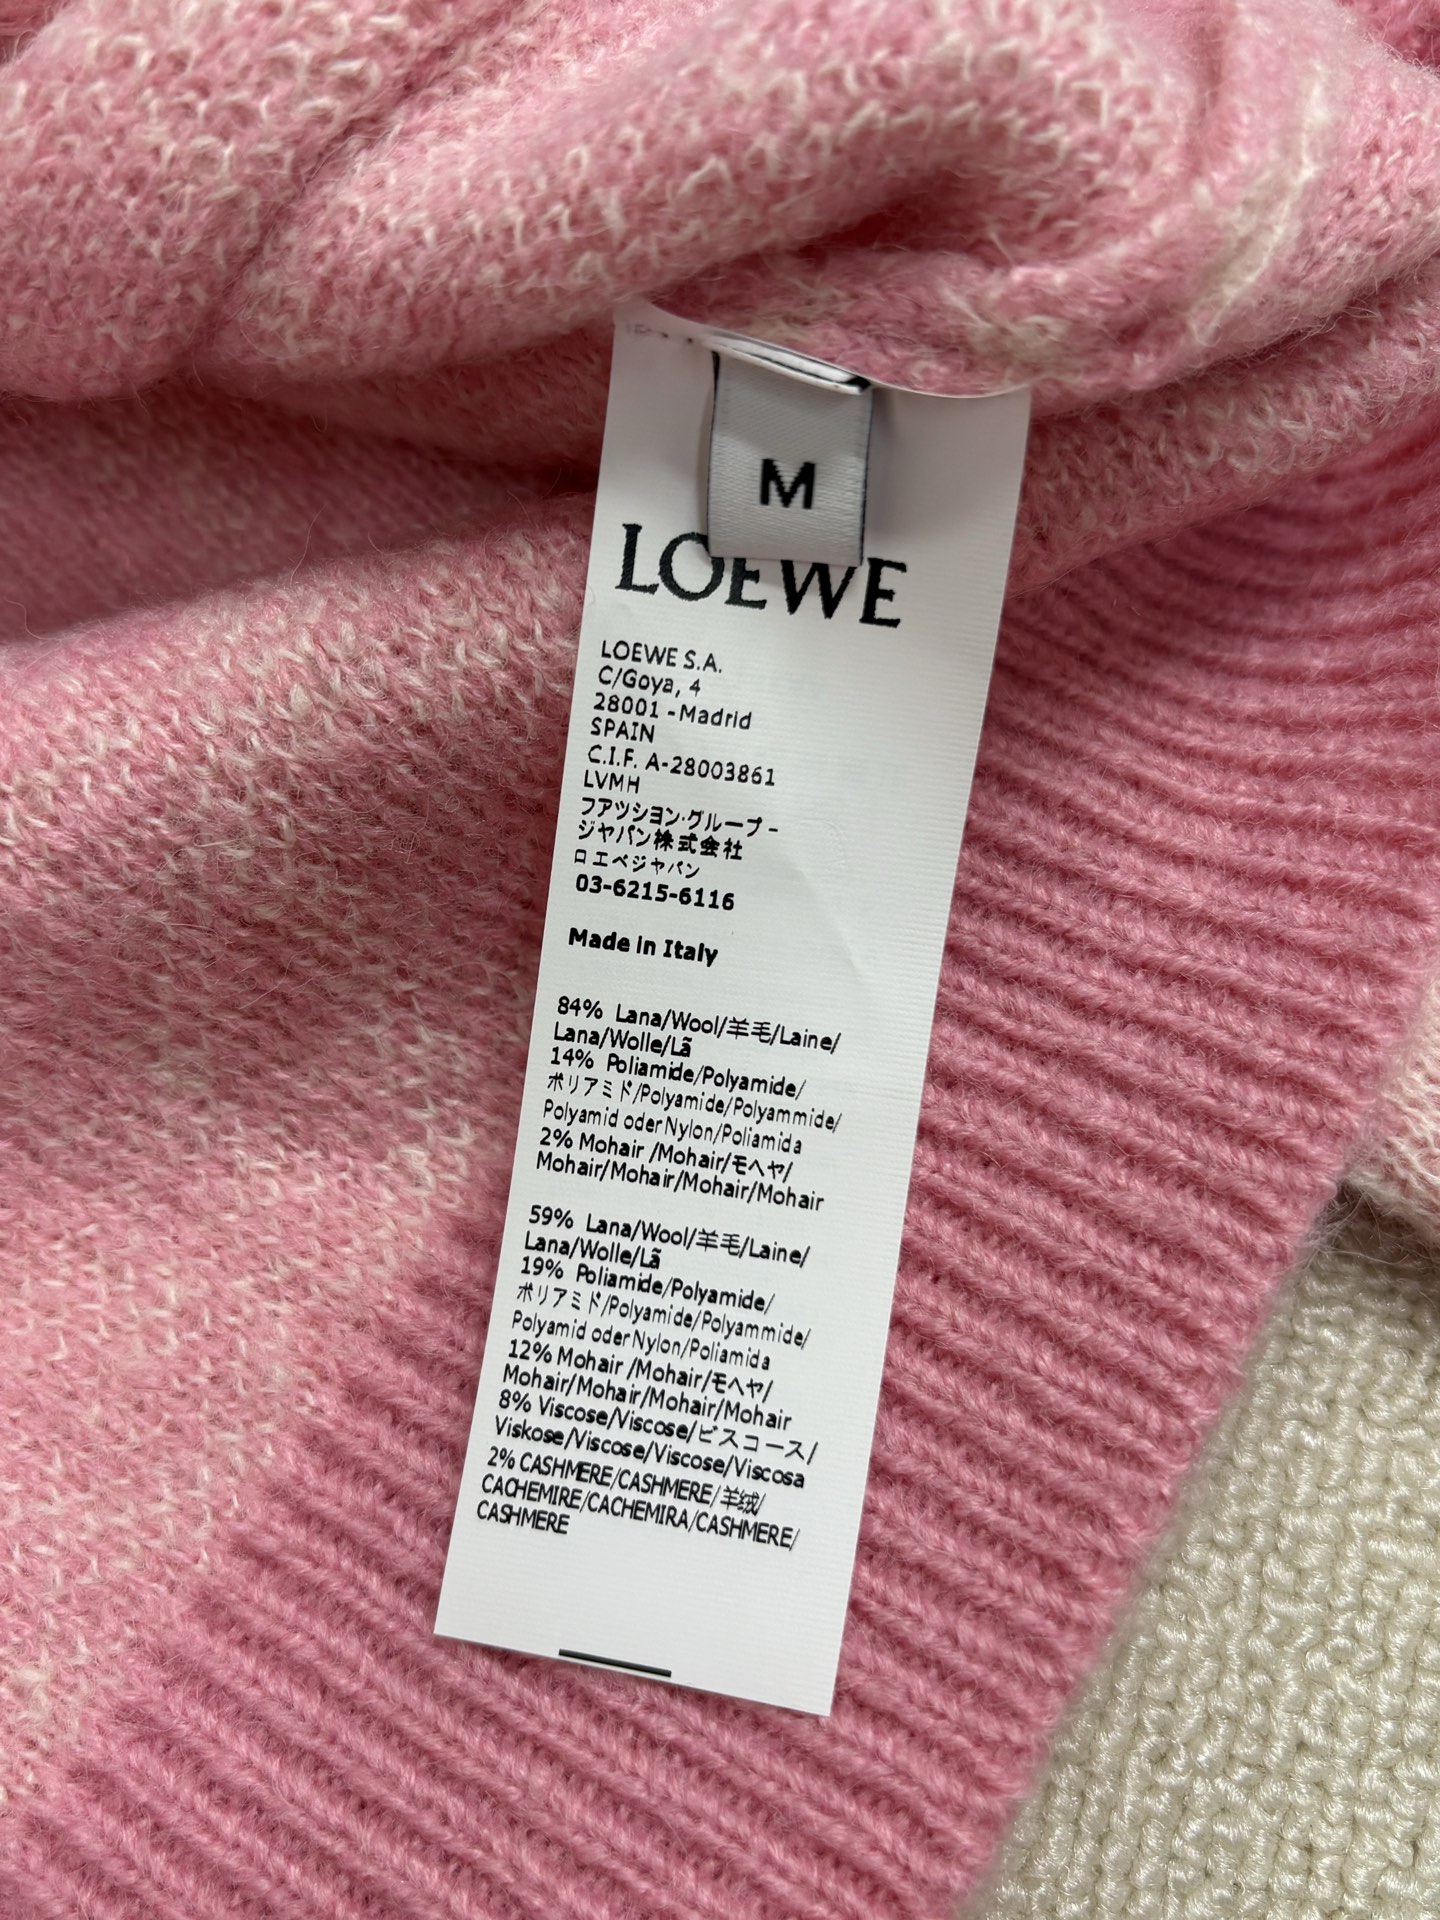 M
LOEWE
LOEWE S.A.
C/Goya, 4
28001 -Madrid
SPAIN
C.I.F. A-28003861
LVMH
フアツシヨン·グループ-
ジヤパン株式会社
ロエベジャパン
03-6215-6116
Made in Italy
84% Lana/Wool/羊毛/Laine/
Lana/Wolle/Lã
14% Poliamide/Polyamide/
ポリアミド/Polyamide/Polyammide/
Polyamid oder Nylon/Poliamida
2% Mohair /Mohair/モヘヤ/
Mohair/Mohair/Mohair/Mohair
59% Lana/Wool/羊毛/Laine/
Lana/Wolle/Lã
19% Poliamide/Polyamide/
ポリアミド/Polyamide/Polyammide/
Polyamid oder Nylon/Poliamida
12% Mohair /Mohair/モヘヤ/
Mohair/Mohair/Mohair/Mohair
8% Viscose/Viscose/ビスコース/
Viskose/Viscose/Viscose/Viscosa
2% CASHMERE/CASHMERE/羊绒/
CACHEMIRE/CACHEMIRA/CASHMERE/
CASHMERE